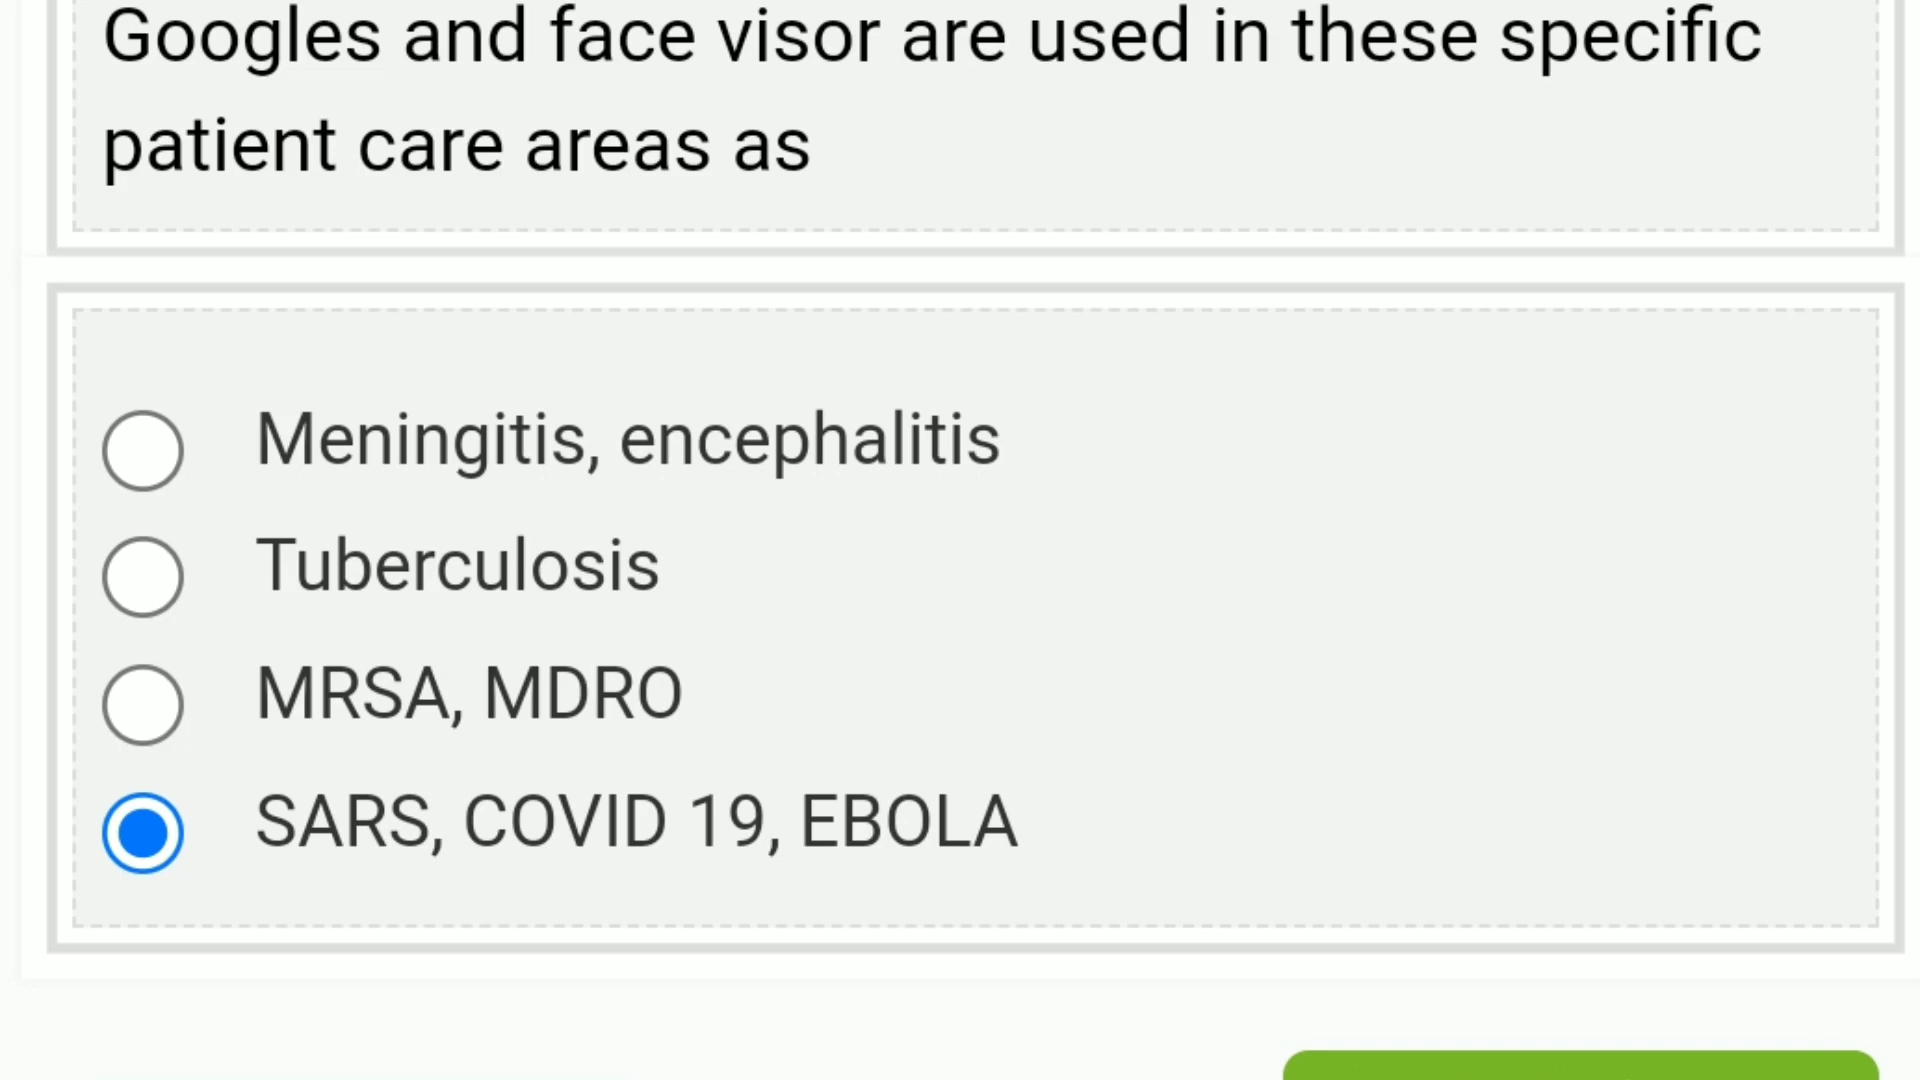 Googles and face visor are used in these specific
patient care areas as
Meningitis, encephalitis
Tuberculosis
MRSA, MDRO
SARS, COVID 19, EBOLA